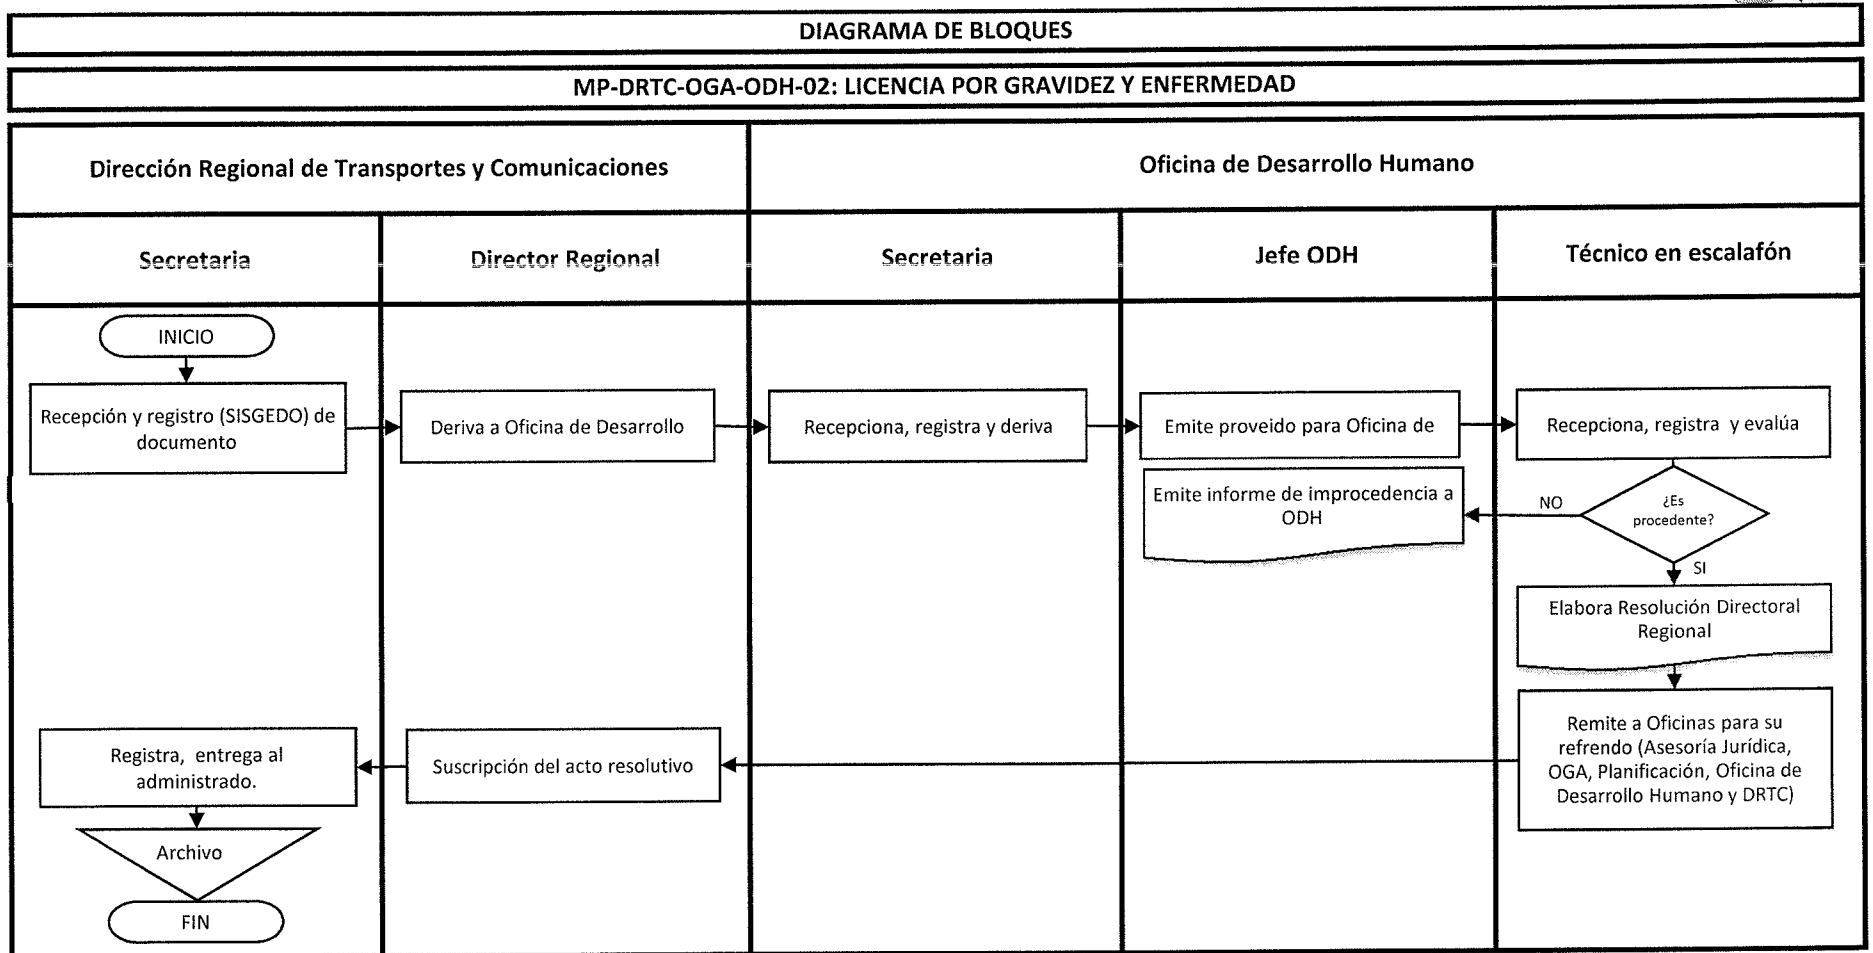 DIAGRAMA DE BLOQUES
MP-DRTC-OGA-ODH-02: LICENCIA POR GRAVIDEZ Y ENFERMEDAD
Dirección Regional de Transportes y Comunicaciones
Oficina de Desarrollo Humano
Secretaria
Director Regional
Secretaria
Jefe ODH
Técnico en escalafón
INICIO
Recepción y registro (SISGEDO) de
documento
Deriva a Oficina de Desarrollo
Recepciona, registra y deriva
Emite proveido para Oficina de
Recepciona, registra y evalúa
Emite informe de improcedencia a
ODH
NO
¿Es
procedente?
SI
Elabora Resolución Directoral
Regional
Remite a Oficinas para su
refrendo (Asesoría Jurídica,
OGA, Planificación, Oficina de
Desarrollo Humano y DRTC)
Suscripción del acto resolutivo
Registra, entrega al
administrado.
Archivo
FIN